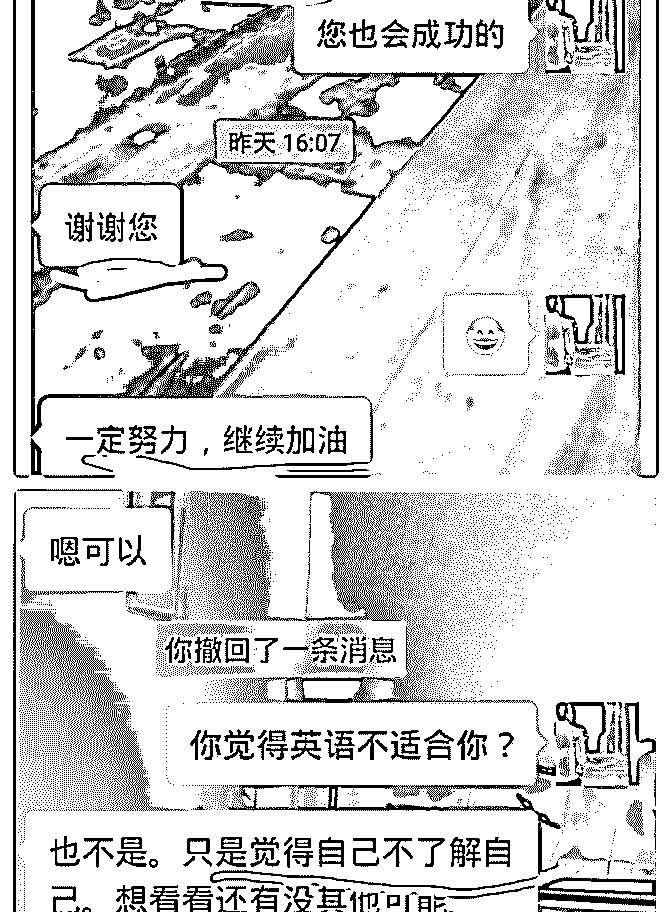 您也会成功的
昨天 16:07
谢谢您
一定努力，继续加油
嗯可以
你撤回了一条消息
你觉得英语不适合你？
也不是。只是觉得自己不了解自
己。想看看还有没其他可能